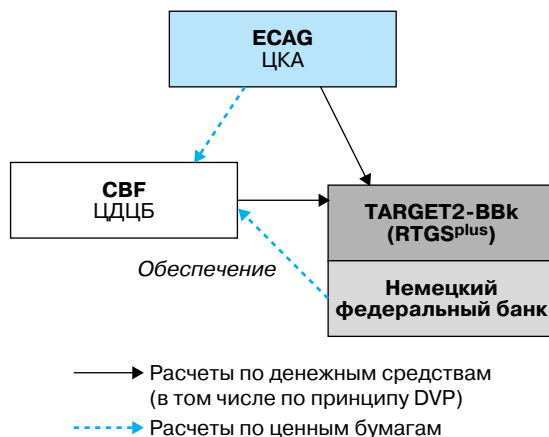 ECAG
ЦКА
CBF
ЦДЦБ
TARGET2-BBk
(RTGSplus)
Обеспечение
Немецкий
федеральный банк
Расчеты по денежным средствам
(в том числе по принципу DVP)
Расчеты по ценным бумагам